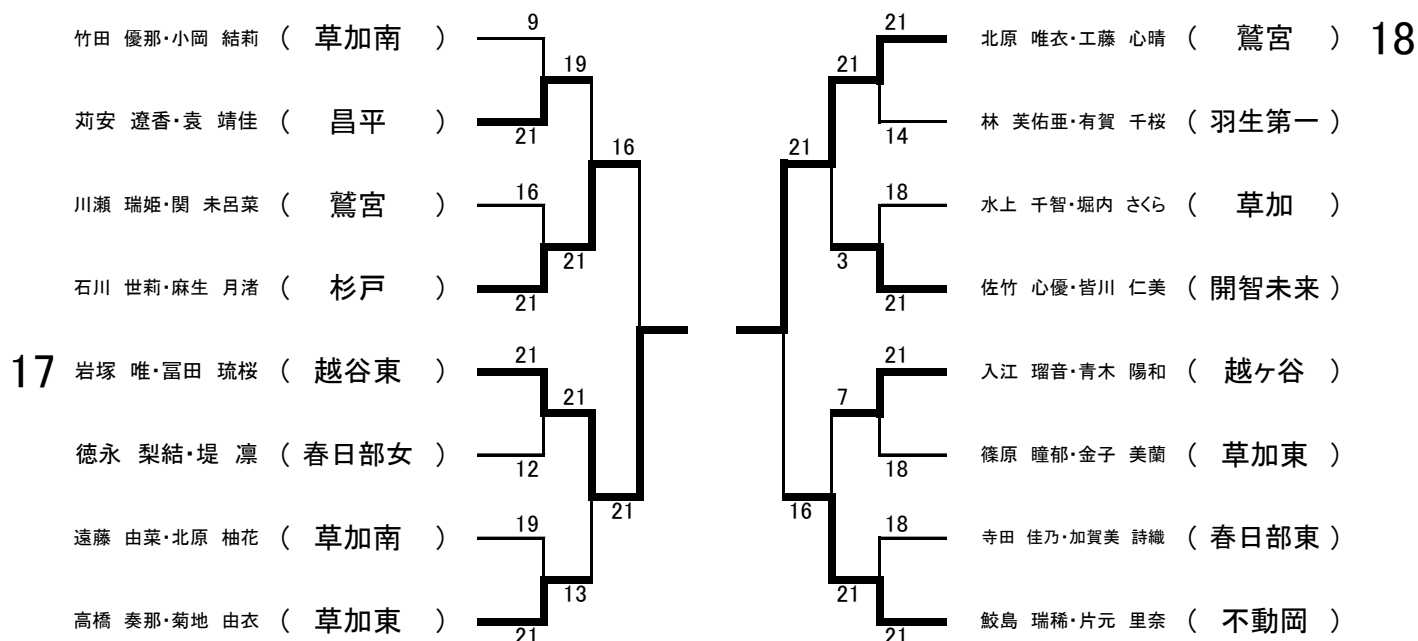 竹田 優那・小岡 結莉 ( 草加南 ) 9
19
苅安 遼香・袁 靖佳 ( 昌平 ) 21
16
川瀬 瑞姫・関 未呂菜 ( 鷲宮 ) 16
21
石川 世莉・麻生 月渚 ( 杉戸 ) 21
17 岩塚 唯・冨田 琉桜 ( 越谷東 ) 21
21
徳永 梨結・堤 凛 ( 春日部女 ) 12
21
遠藤 由菜・北原 柚花 ( 草加南 ) 19
13
高橋 奏那・菊地 由衣 ( 草加東 ) 21
21 北原 唯衣・工藤 心晴 ( 鷲宮 ) 18
21
14 林 芙佑亜・有賀 千桜 ( 羽生第一 )
21
18 水上 千智・堀内 さくら ( 草加 )
3
21 佐竹 心優・皆川 仁美 ( 開智未来 )
21 入江 瑠音・青木 陽和 ( 越ヶ谷 )
7
18 篠原 瞳郁・金子 美蘭 ( 草加東 )
16
18 寺田 佳乃・加賀美 詩織 ( 春日部東 )
21
21 鮫島 瑞稀・片元 里奈 ( 不動岡 )